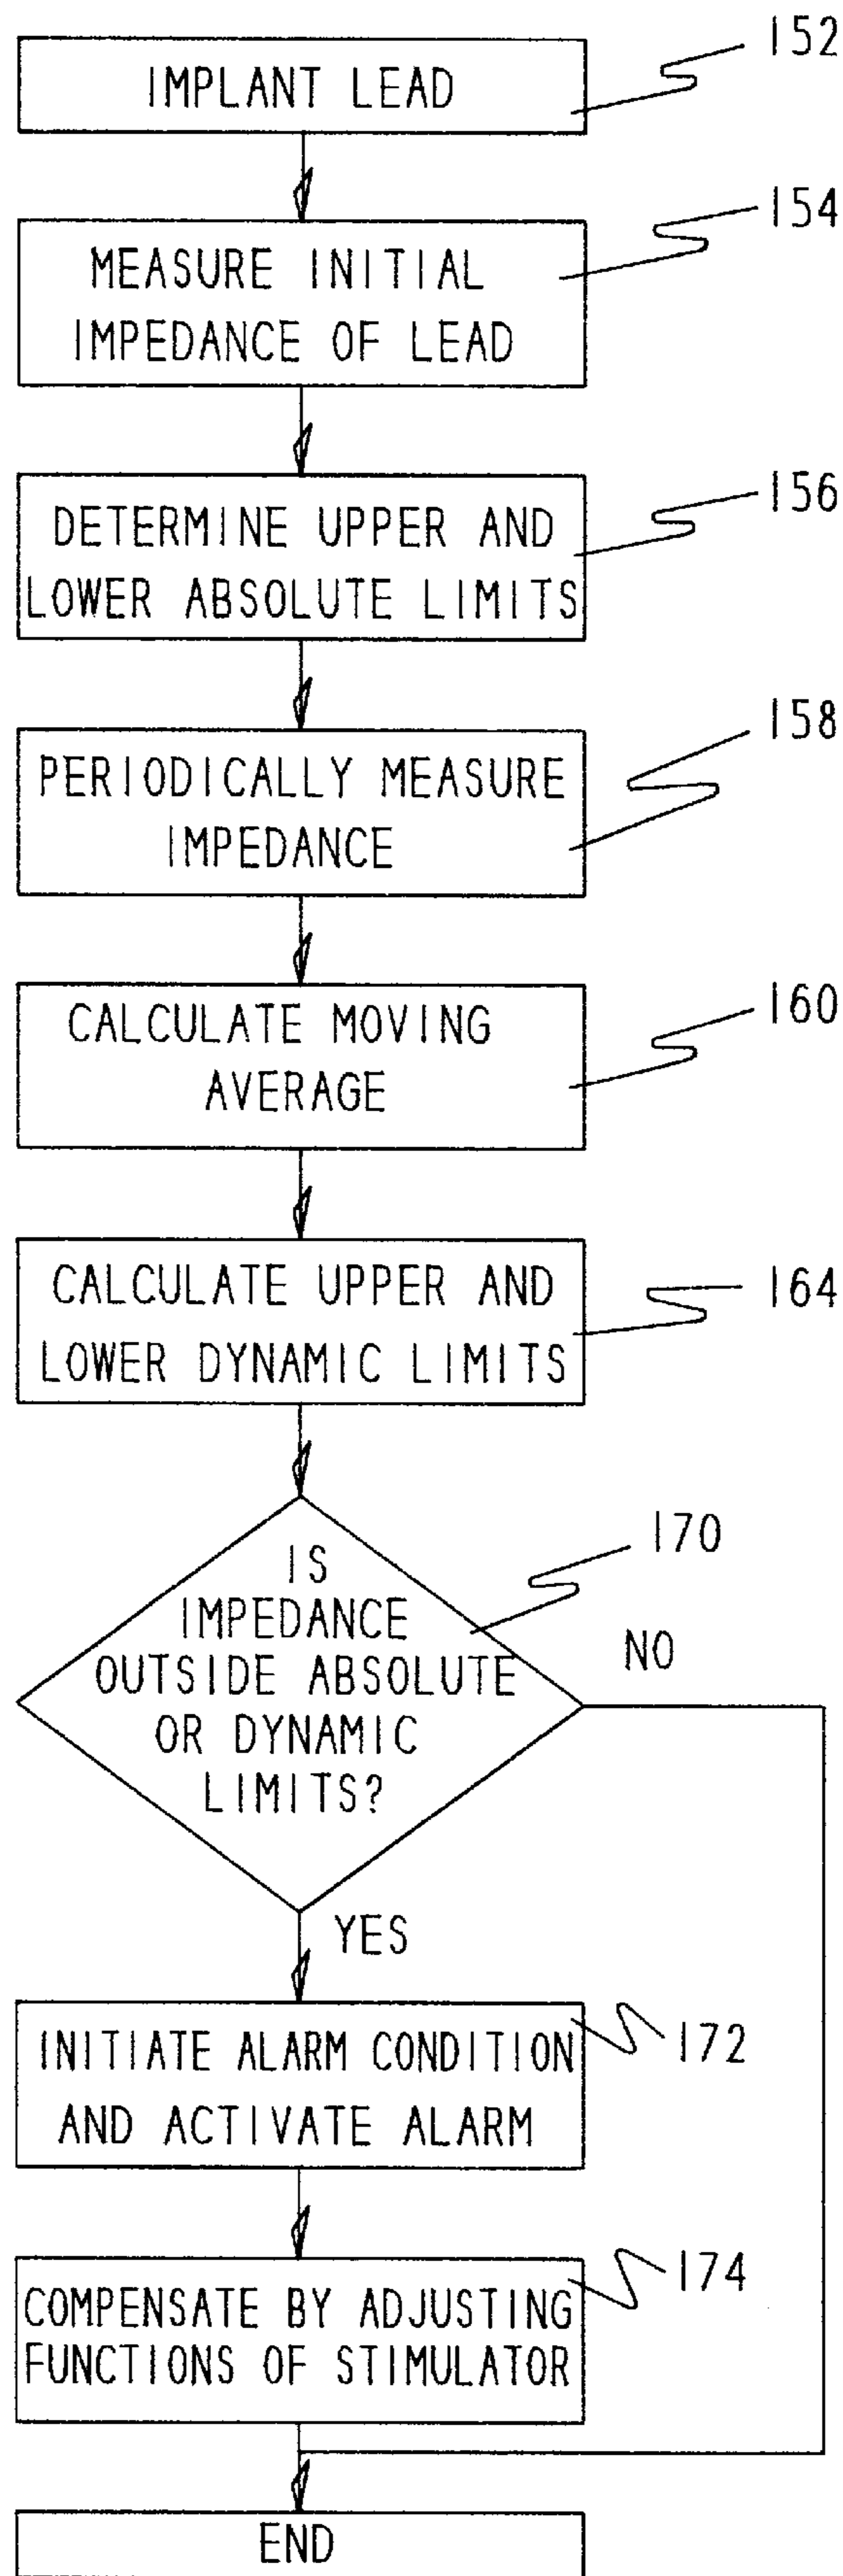 152
IMPLANT LEAD
154
MEASURE INITIAL
IMPEDANCE OF LEAD
156
DETERMINE UPPER AND
LOWER ABSOLUTE LIMITS
158
PERIODICALLY MEASURE
IMPEDANCE
160
CALCULATE MOVING
AVERAGE
164
CALCULATE UPPER AND
LOWER DYNAMIC LIMITS
170
IS
IMPEDANCE
OUTSIDE ABSOLUTE
OR DYNAMIC
LIMITS?
NO
YES
172
INITIATE ALARM CONDITION
AND ACTIVATE ALARM
174
COMPENSATE BY ADJUSTING
FUNCTIONS OF STIMULATOR
END